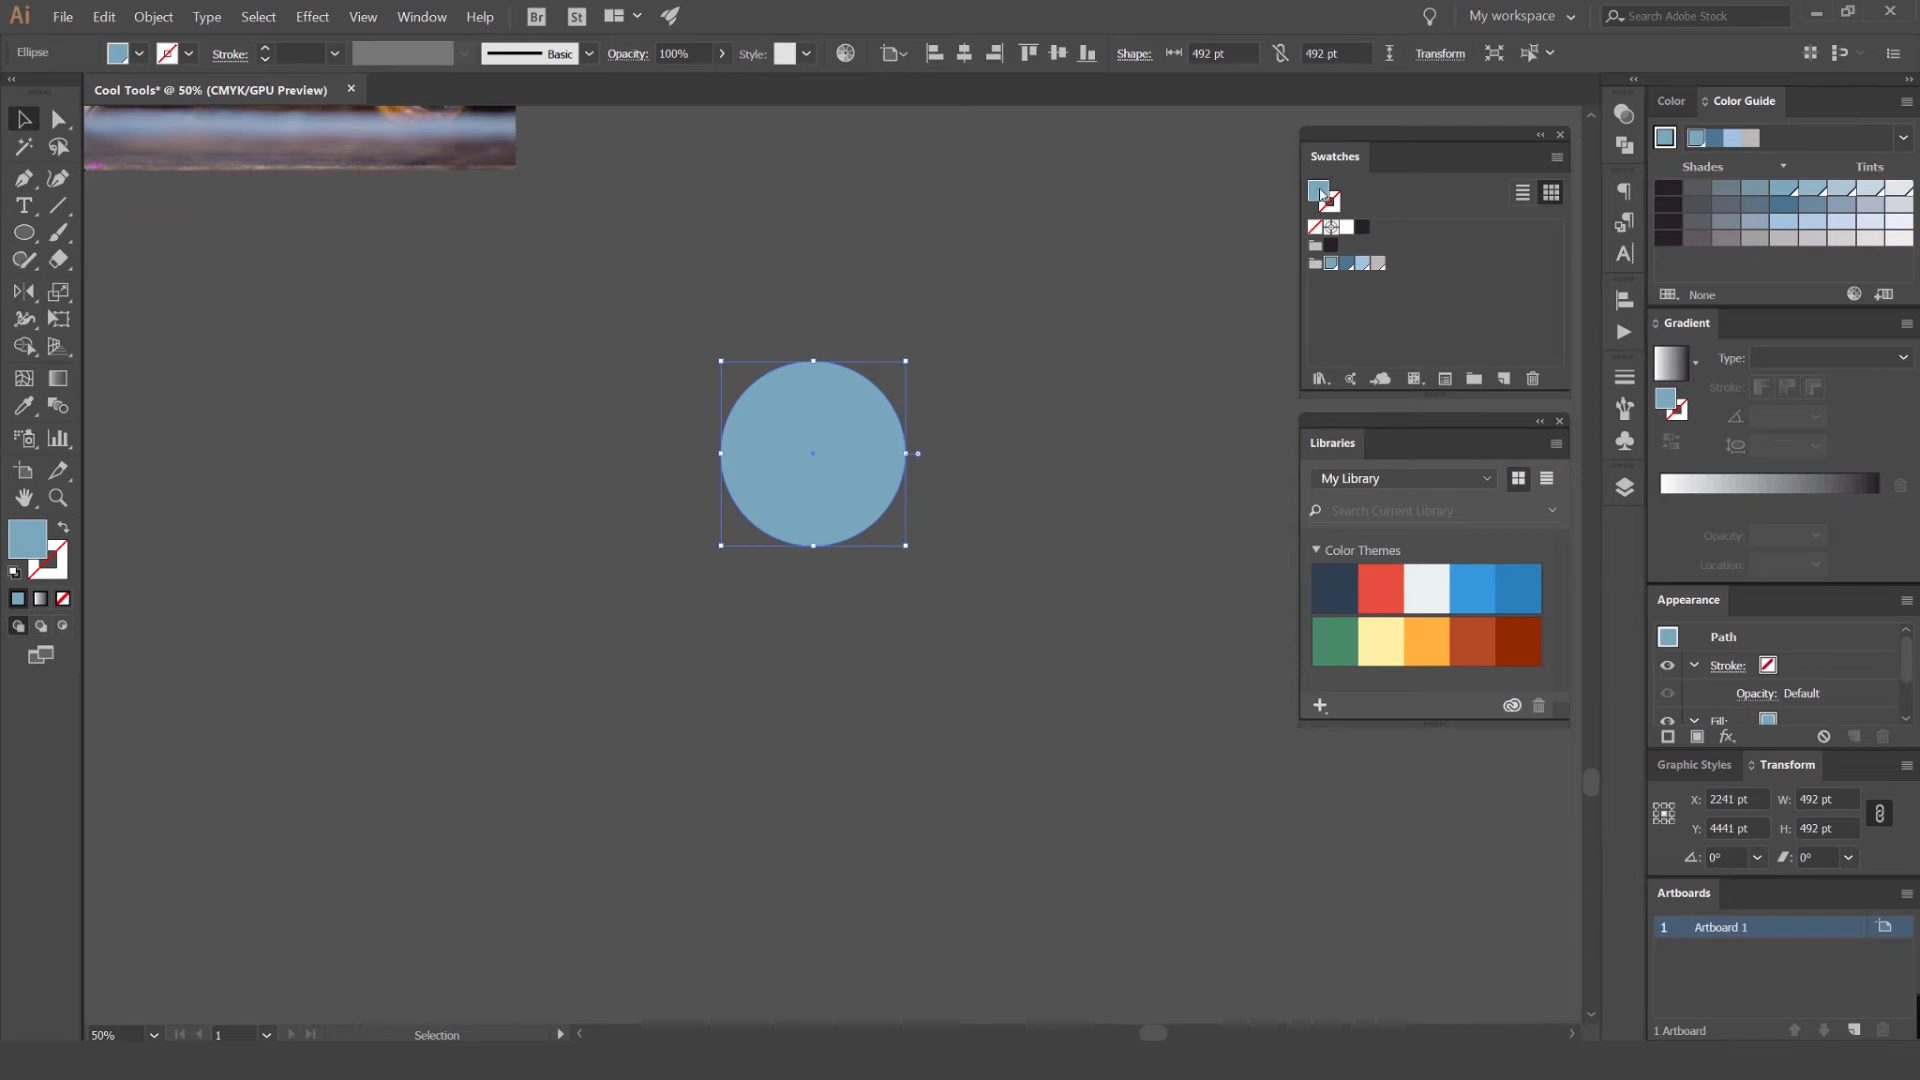 Ai File Edit Object Type Select Effect View Window Help Br St My workspace Search Adobe Stock
Ellipse Stroke: Basic Opacity: 100% Style: Shape: 492 pt 492 pt Transform
Cool Tools* @ 50% (CMYK/GPU Preview)
Swatches
Libraries
My Library
Search Current Library
Color Themes
Color Color Guide
Shades Tints
None
Gradient
Type:
Stroke:
Opacity:
Location:
Appearance
Path
Stroke:
Opacity: Default
Fill:
fx
Graphic Styles Transform
X: 2241 pt W: 492 pt
Y: 4441 pt H: 492 pt
0° 0°
Artboards
1 Artboard 1
1 Artboard
50% 1 Selection